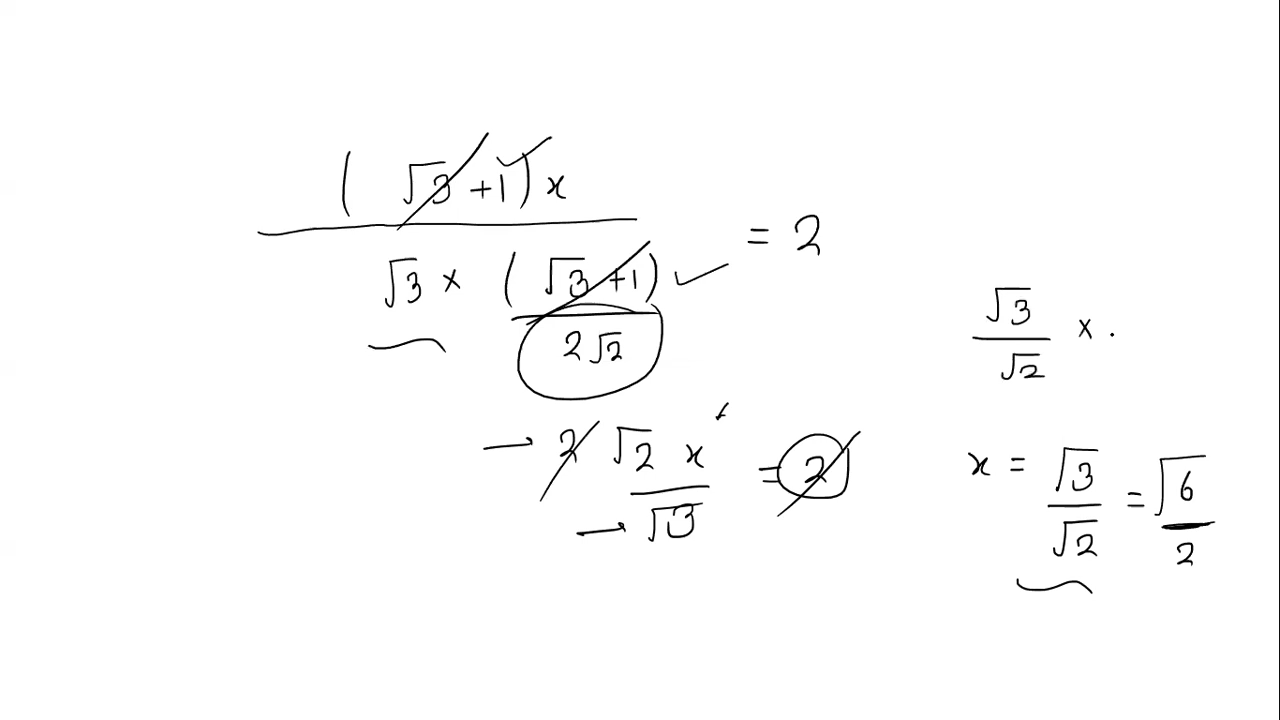 (√3 +1) x
√3 × (√3 +1) = 2
2√2
√3
√2 × .
→ 2 √2 x = 2
→ √3
x = √3 = √6
√2 2